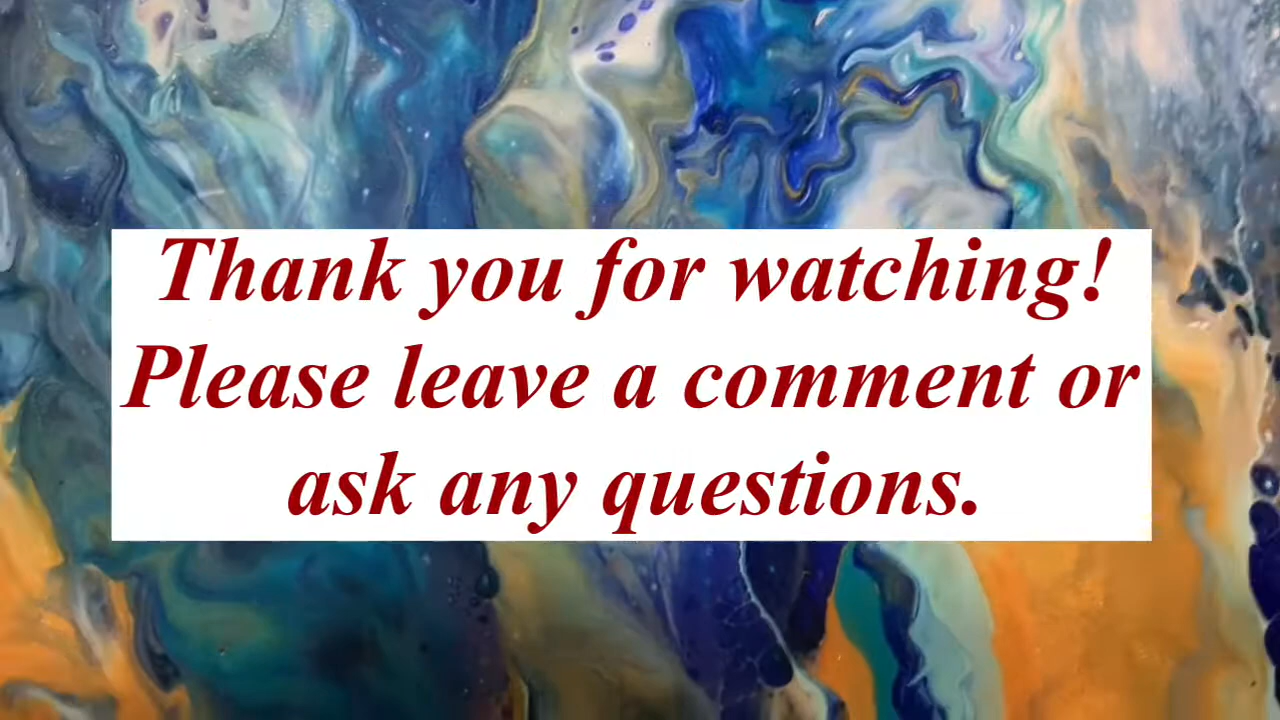 Thank you for watching!
Please leave a comment or
ask any questions.